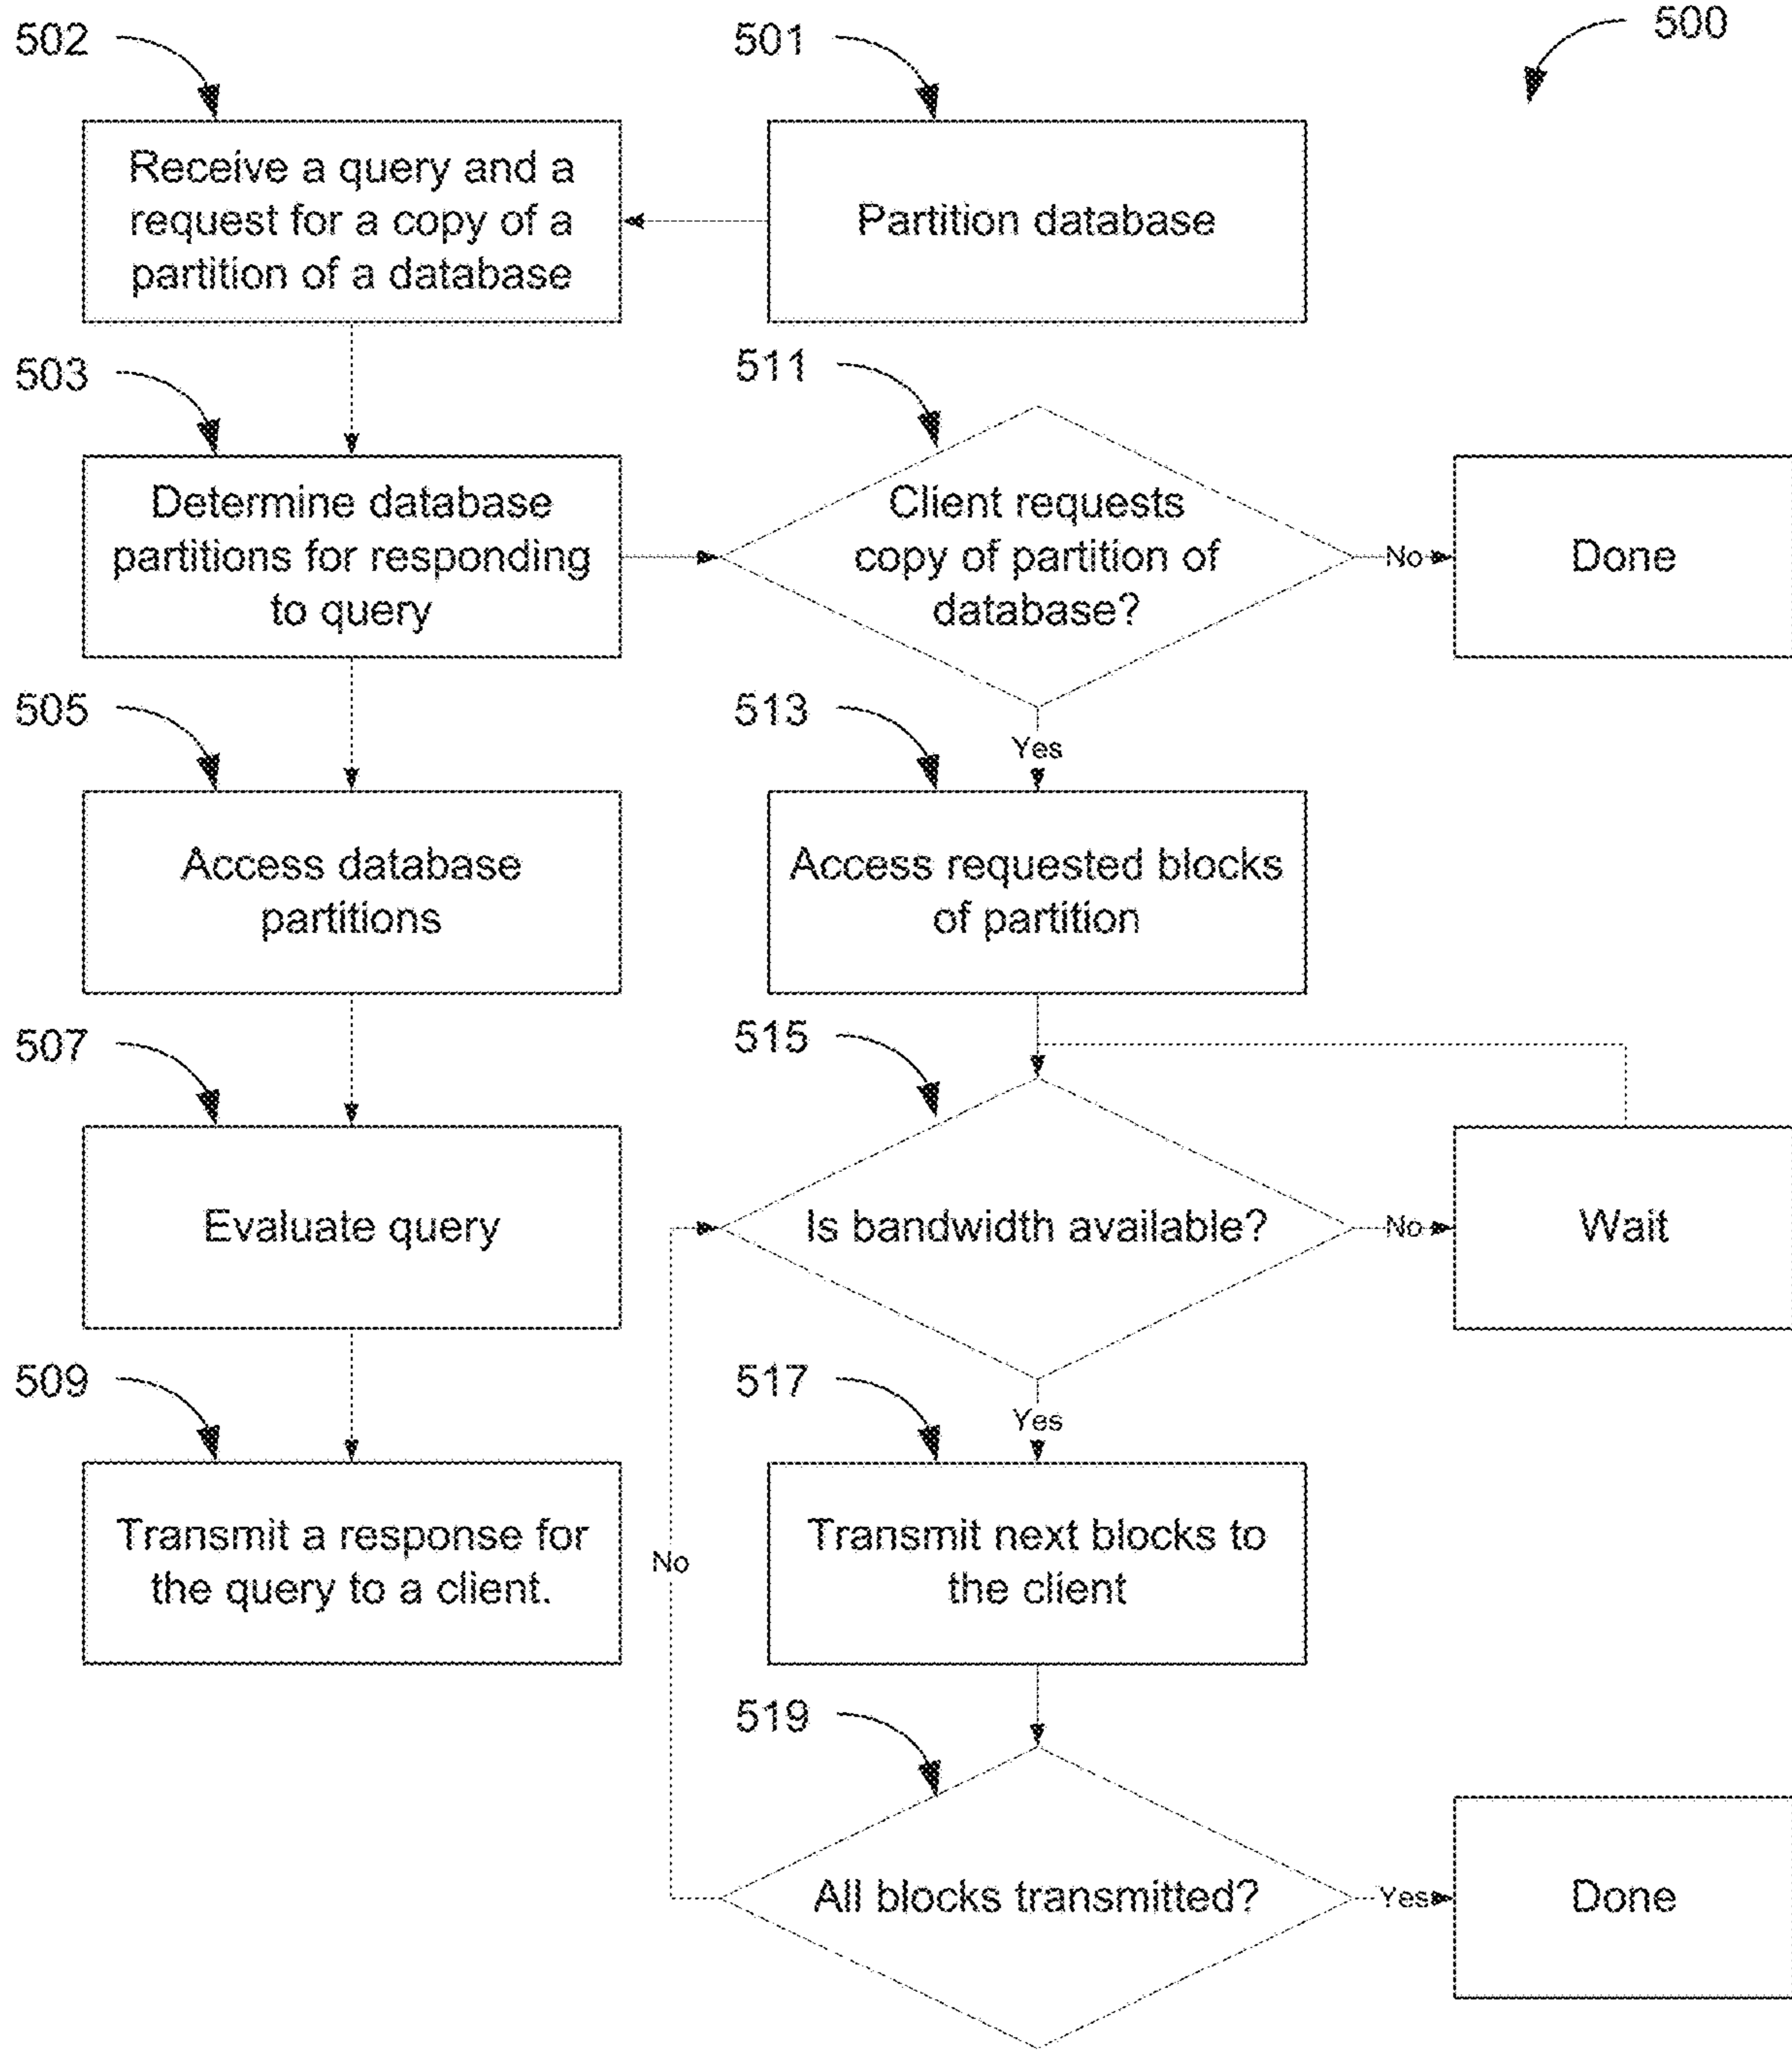 502
501
500
Receive a query and a
request for a copy of a
partition of a database
Partition database
503
511
Determine database
partitions for responding
to query
Client requests
copy of partition of
database?
No
Done
505
513
Yes
Access database
partitions
Access requested blocks
of partition
507
515
Evaluate query
Is bandwidth available?
No
Wait
509
517
Yes
Transmit a response for
the query to a client.
No
Transmit next blocks to
the client
519
All blocks transmitted?
Yes
Done